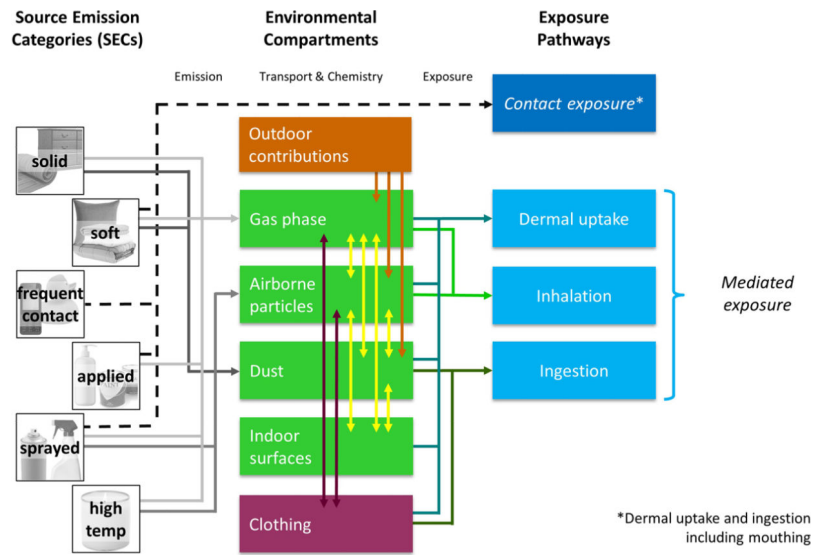 Source Emission
Categories (SECs)
Environmental
Compartments
Exposure
Pathways
Emission
Transport & Chemistry
Exposure
Contact exposure*
Outdoor
contributions
solid
Gas phase
Dermal uptake
soft
Airborne
particles
Inhalation
Mediated
exposure
frequent
contact
Dust
Ingestion
applied
Indoor
surfaces
sprayed
high
temp
Clothing
*Dermal uptake and ingestion
including mouthing